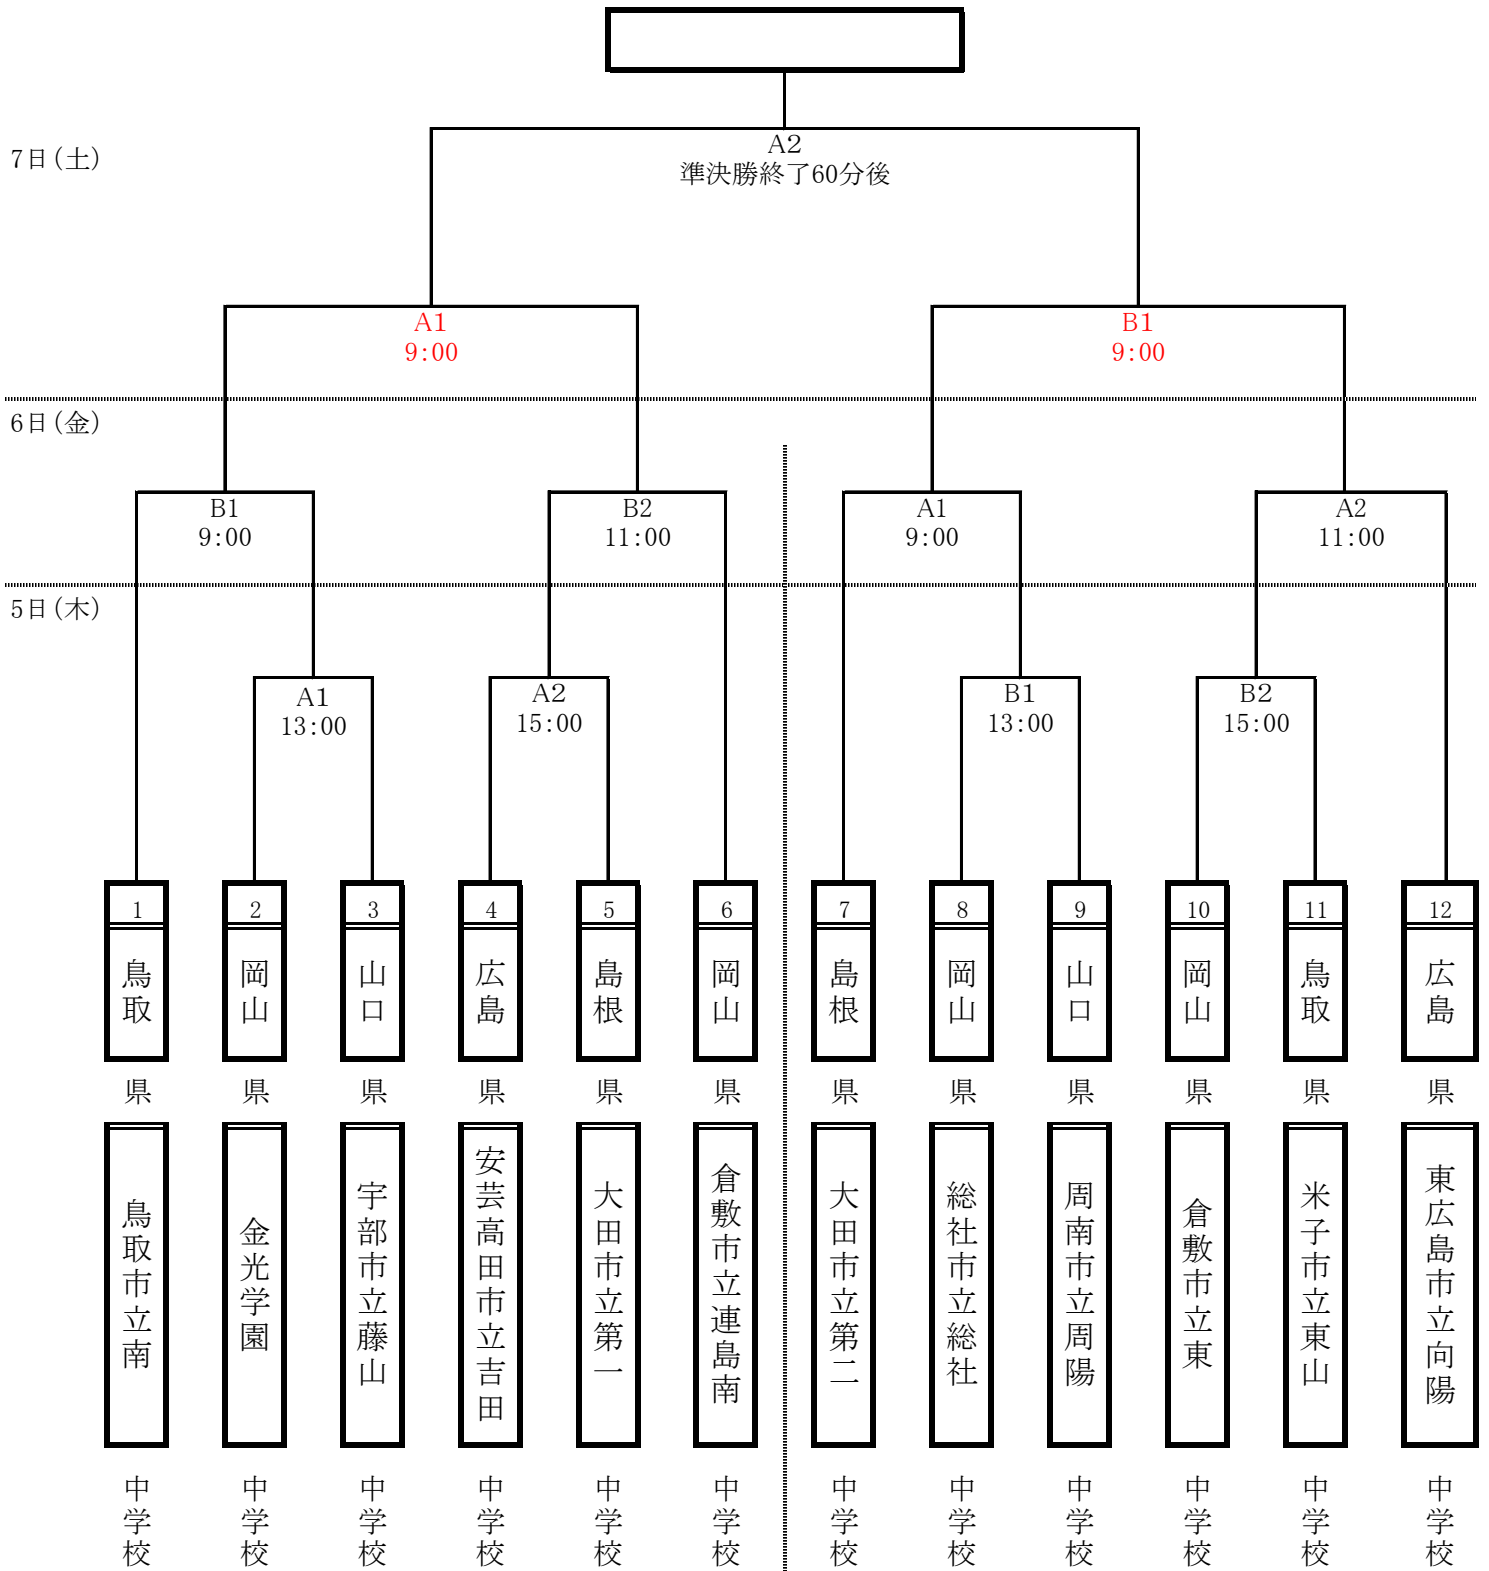 7日(土)
A2
準決勝終了60分後
A1
9:00
B1
9:00
6日(金)
B1
9:00
B2
11:00
A1
9:00
A2
11:00
5日(木)
A1
13:00
A2
15:00
B1
13:00
B2
15:00
1
2
3
4
5
6
7
8
9
10
11
12
鳥取
岡山
山口
広島
島根
岡山
島根
岡山
山口
岡山
鳥取
広島
県
県
県
県
県
県
県
県
県
県
県
県
鳥取市立南
金光学園
宇部市立藤山
安芸高田市立吉田
大田市立第一
倉敷市立連島南
大田市立第二
総社市立総社
周南市立周陽
倉敷市立東
米子市立東山
東広島市立向陽
中学校
中学校
中学校
中学校
中学校
中学校
中学校
中学校
中学校
中学校
中学校
中学校